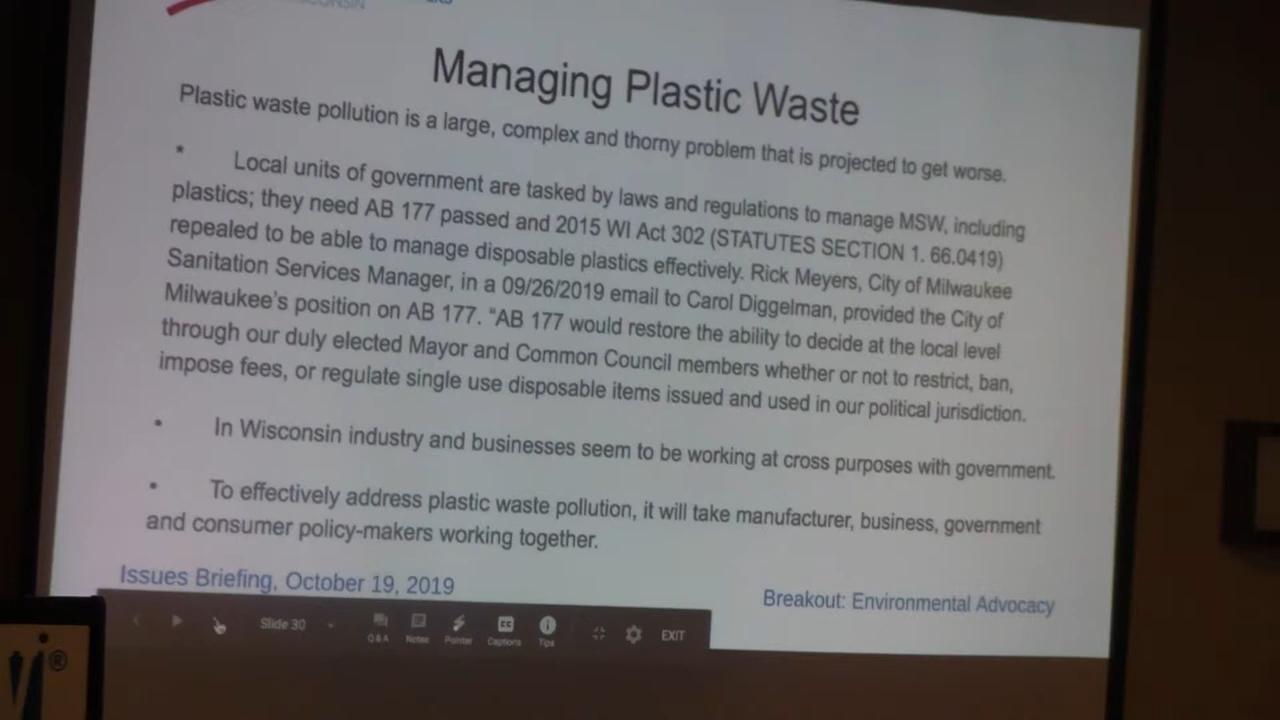 Managing Plastic Waste
Plastic waste pollution is a large, complex and thorny problem that is projected to get worse.
* Local units of government are tasked by laws and regulations to manage MSW, including
plastics; they need AB 177 passed and 2015 WI Act 302 (STATUTES SECTION 1. 66.0419)
repealed to be able to manage disposable plastics effectively. Rick Meyers, City of Milwaukee
Sanitation Services Manager, in a 09/26/2019 email to Carol Diggelman, provided the City of
Milwaukee's position on AB 177. "AB 177 would restore the ability to decide at the local level
through our duly elected Mayor and Common Council members whether or not to restrict, ban,
impose fees, or regulate single use disposable items issued and used in our political jurisdiction.
• In Wisconsin industry and businesses seem to be working at cross purposes with government.
• To effectively address plastic waste pollution, it will take manufacturer, business, government
and consumer policy-makers working together.
Issues Briefing, October 19, 2019
Breakout: Environmental Advocacy
Slide 30
Q&A Notes Pointer Captions Tips
CC
EXIT
®